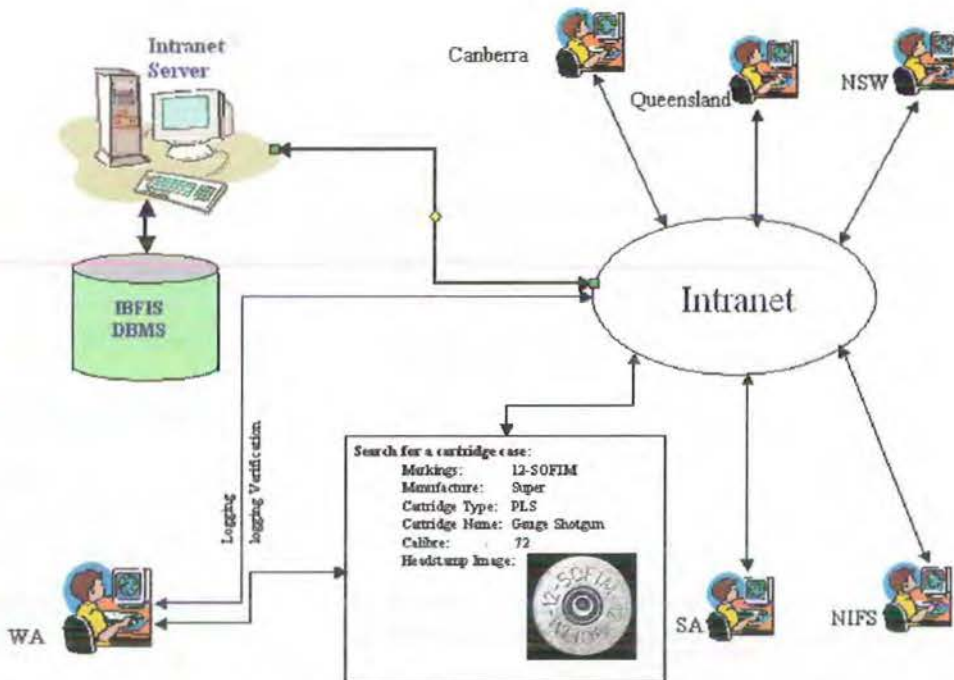 Intranet
Server
Canberra
Queensland
NSW
IBFIS
DBMS
Intranet
Logging
logging Verification
Search for a cartridge case:
Markings: 12-SOFIM
Manufacture: Super
Cartridge Type: PLS
Cartridge Name: Gauge Shotgun
Calibre: 72
Headstamp Image:
12-SOFIM
WA
SA
NIFS